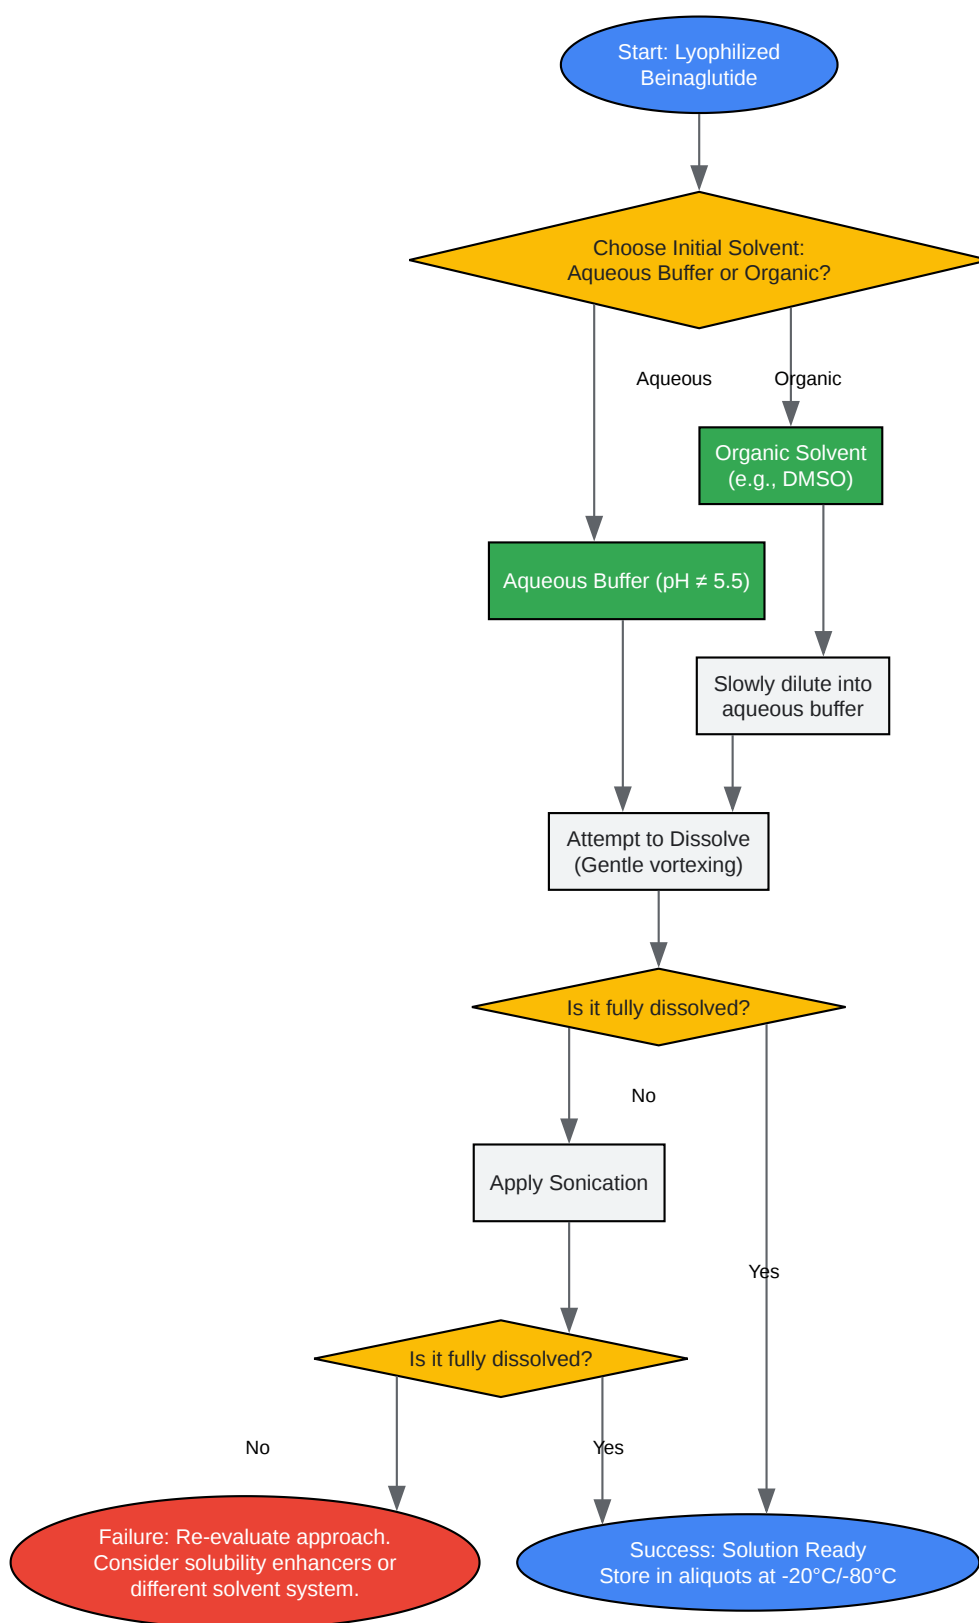 Start: Lyophilized
Beinaglutide
Choose Initial Solvent:
Aqueous Buffer or Organic?
Aqueous
Organic
Organic Solvent
(e.g., DMSO)
Aqueous Buffer (pH ≠ 5.5)
Slowly dilute into
aqueous buffer
Attempt to Dissolve
(Gentle vortexing)
Is it fully dissolved?
No
Apply Sonication
Yes
Is it fully dissolved?
No
Yes
Failure: Re-evaluate approach.
Consider solubility enhancers or
different solvent system.
Success: Solution Ready
Store in aliquots at -20°C/-80°C